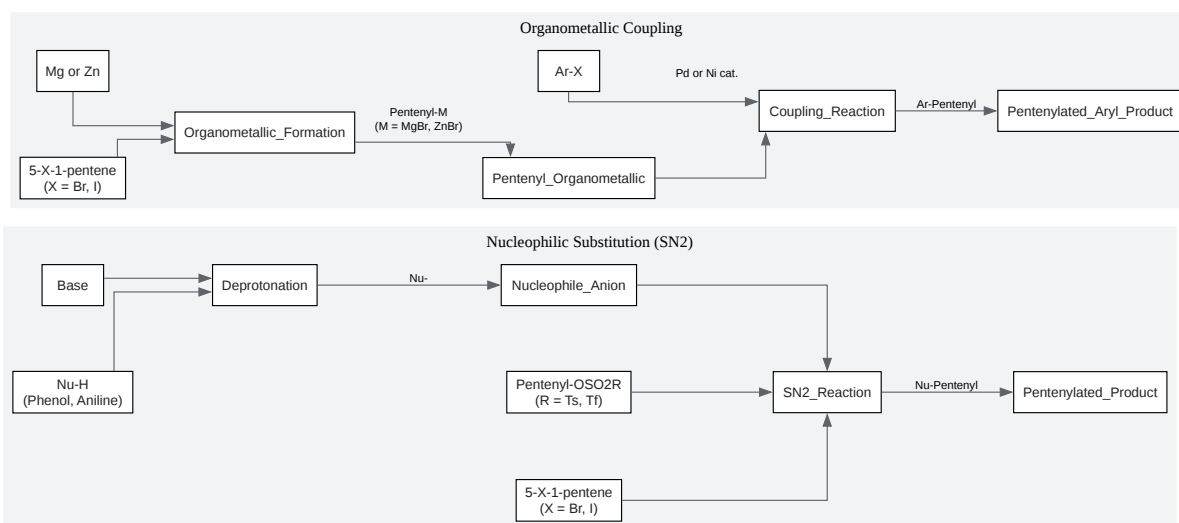 Organometallic Coupling
Mg or Zn
Ar-X
Pd or Ni cat.
5-X-1-pentene
(X = Br, I)
Organometallic_Formation
Pentenyl-M
(M = MgBr, ZnBr)
Pentenyl_Organometallic
Coupling_Reaction
Ar-Pentenyl
Pentenylated_Aryl_Product
Nucleophilic Substitution (SN2)
Base
Deprotonation
Nu-
Nucleophile_Anion
Nu-H
(Phenol, Aniline)
Pentenyl-OSO2R
(R = Ts, Tf)
SN2_Reaction
Nu-Pentenyl
Pentenylated_Product
5-X-1-pentene
(X = Br, I)